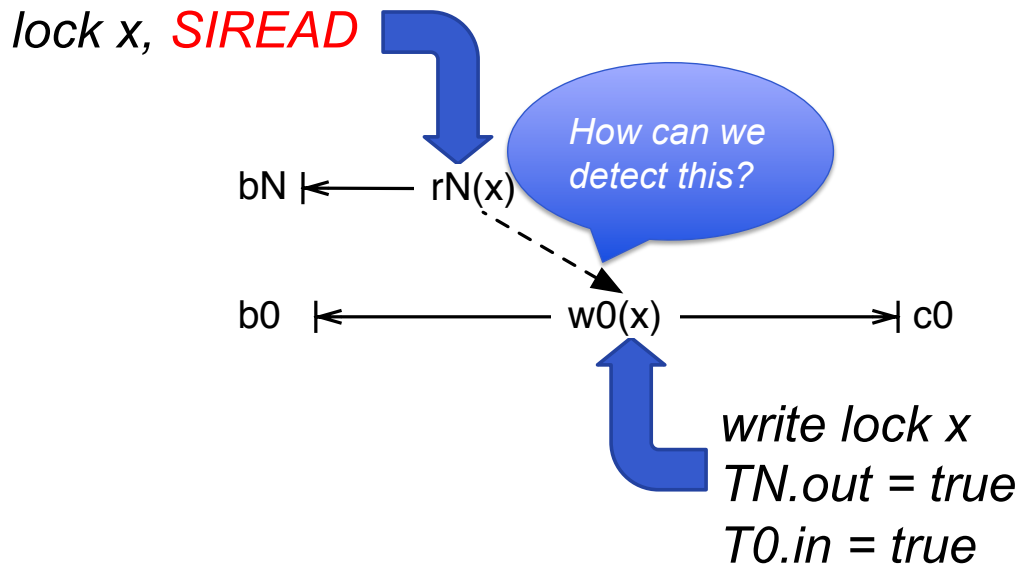 lock x, SIREAD
How can we
detect this?
bN
rN(x)
b0
w0(x)
c0
write lock x
TN.out = true
T0.in = true